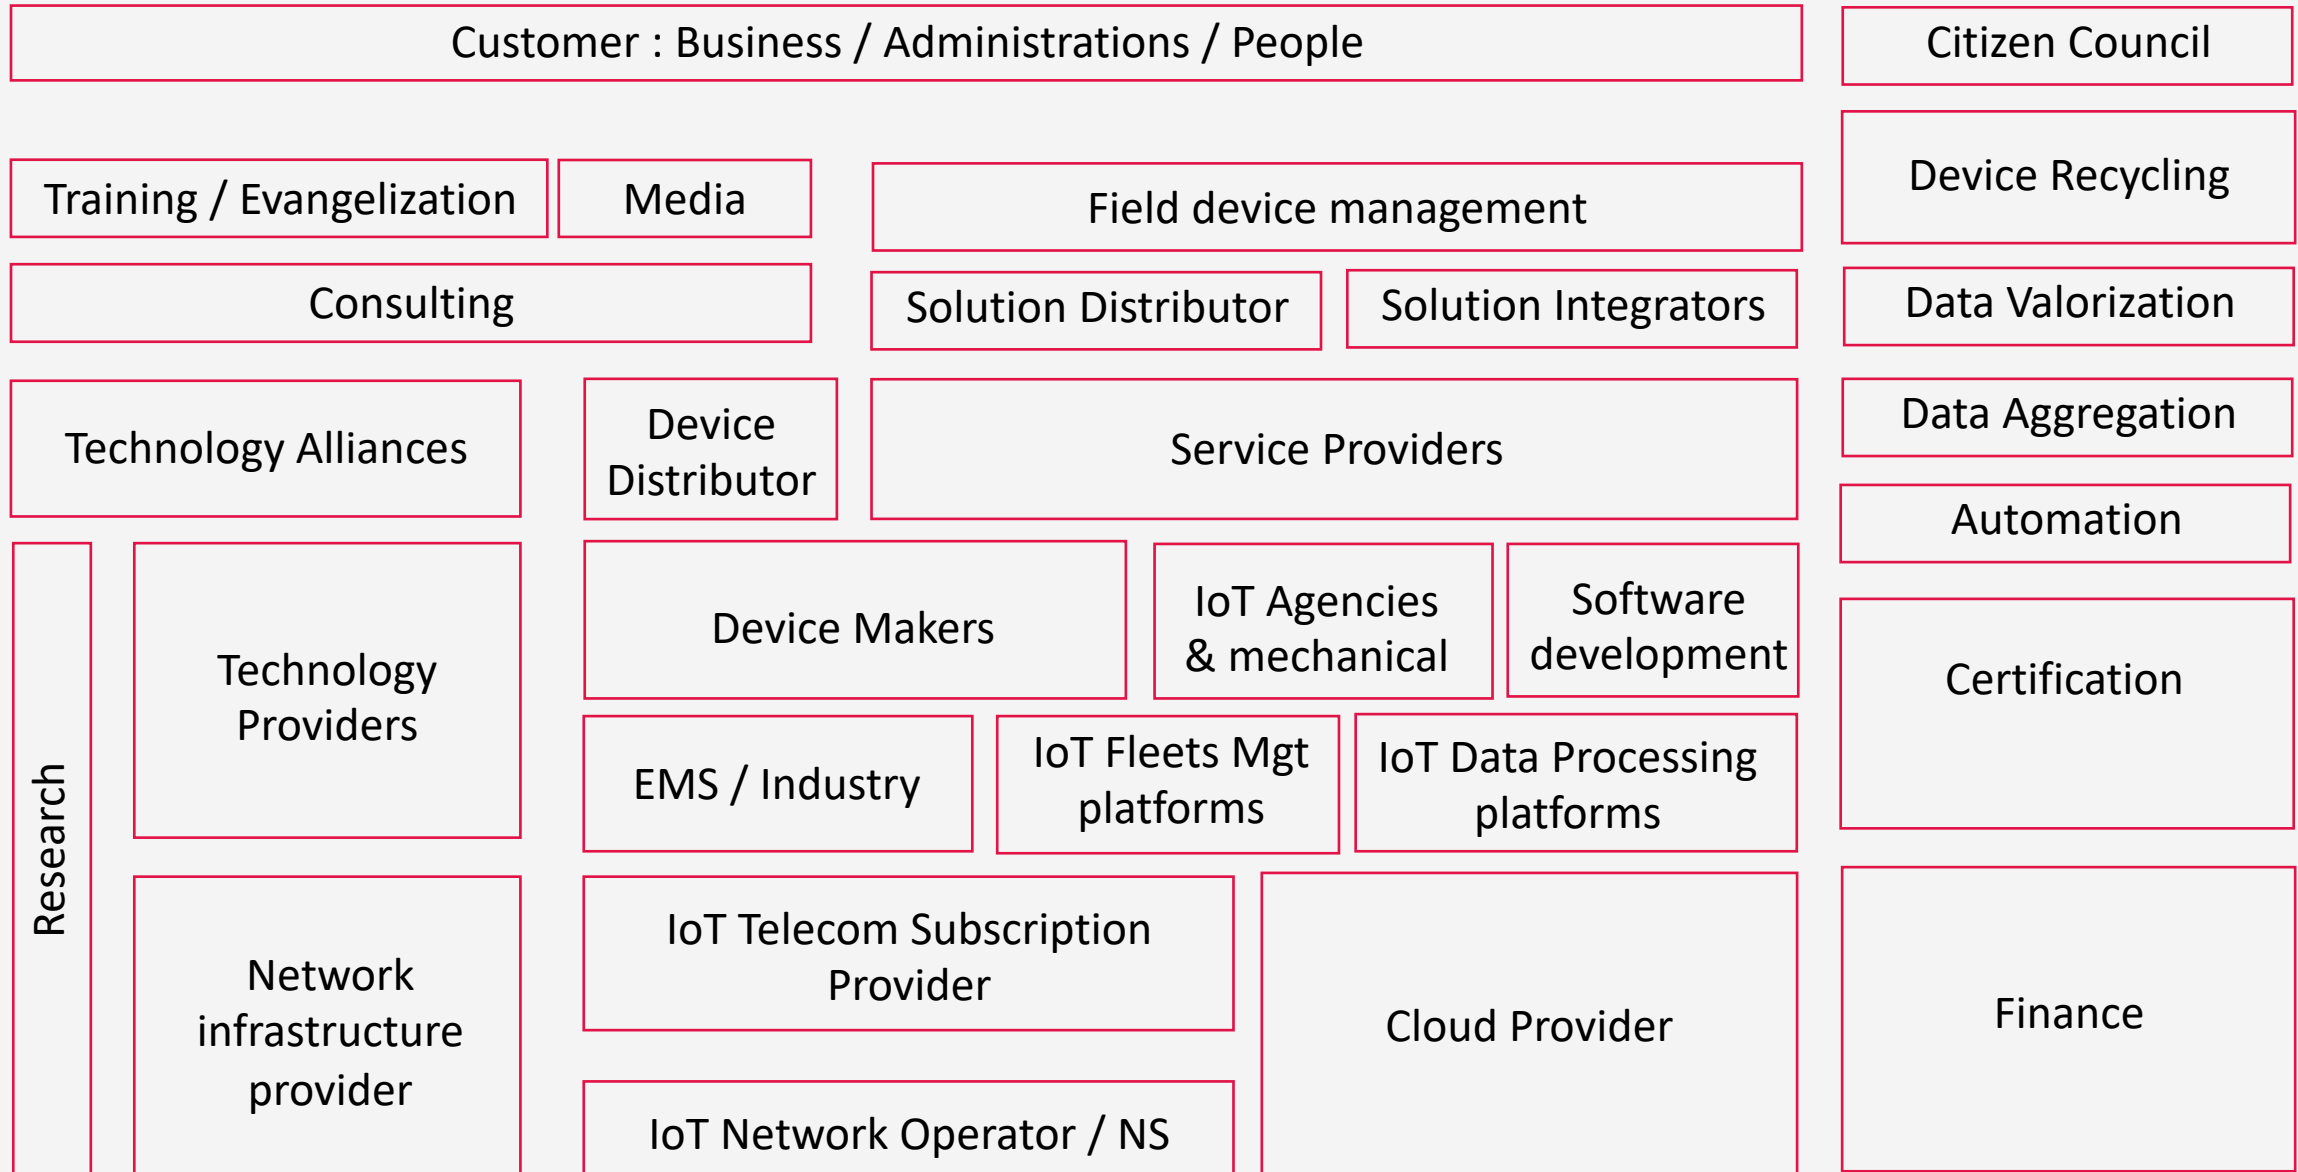 Customer : Business / Administrations / People
Citizen Council
Training / Evangelization
Media
Field device management
Device Recycling
Consulting
Solution Distributor
Solution Integrators
Data Valorization
Technology Alliances
Device
Distributor
Service Providers
Data Aggregation
Automation
Research
Technology
Providers
Device Makers
IoT Agencies
& mechanical
Software
development
Certification
EMS / Industry
IoT Fleets Mgt
platforms
IoT Data Processing
platforms
Network
infrastructure
provider
IoT Telecom Subscription
Provider
Cloud Provider
Finance
IoT Network Operator / NS